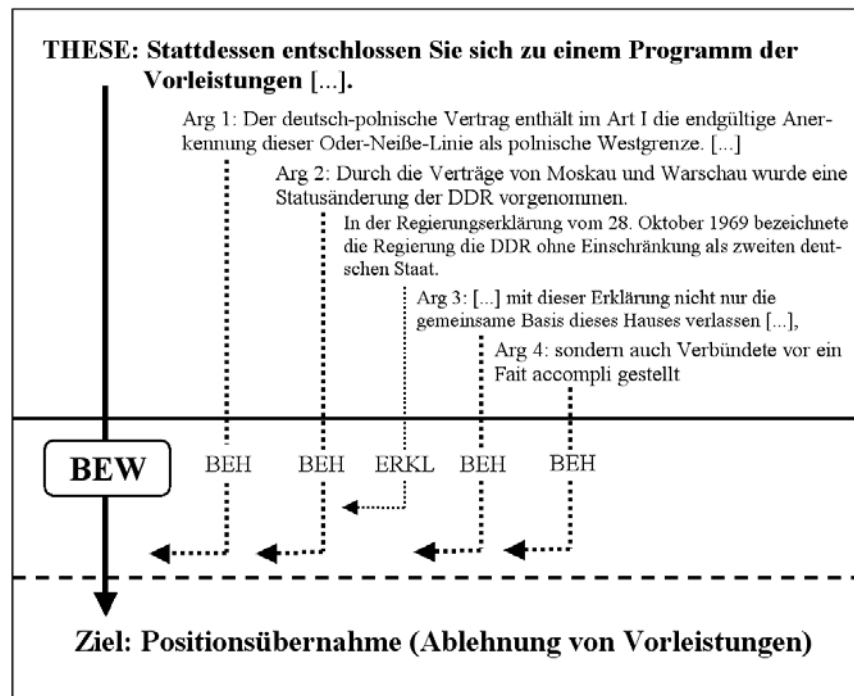 THESE: Stattdessen entschlossen Sie sich zu einem Programm der
Vorleistungen [...].
Arg 1: Der deutsch-polnische Vertrag enthält im Art I die endgültige Aner-
kennung dieser Oder-Neiße-Linie als polnische Westgrenze. [...]
Arg 2: Durch die Verträge von Moskau und Warschau wurde eine
Statusänderung der DDR vorgenommen.
In der Regierungserklärung vom 28. Oktober 1969 bezeichnete
die Regierung die DDR ohne Einschränkung als zweiten deut-
schen Staat.
Arg 3: [...] mit dieser Erklärung nicht nur die
gemeinsame Basis dieses Hauses verlassen [...],
Arg 4: sondern auch Verbündete vor ein
Fait accompli gestellt
BEW BEH BEH ERKL BEH BEH
Ziel: Positionsübernahme (Ablehnung von Vorleistungen)